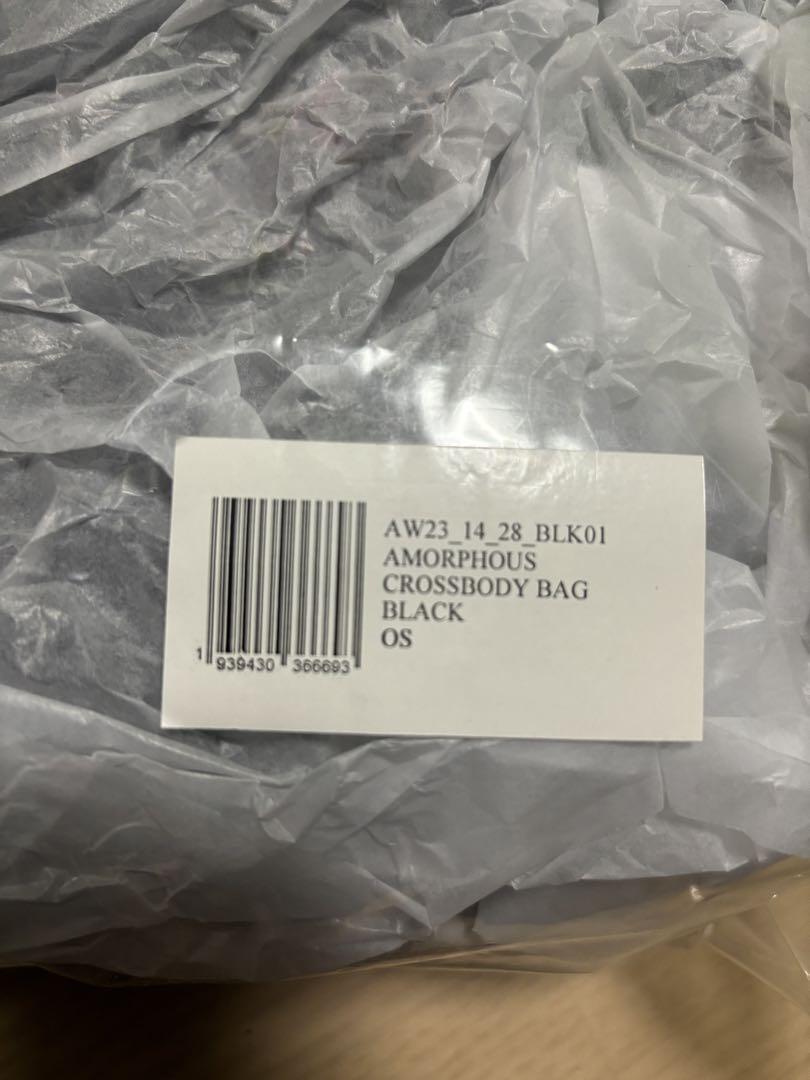 AW23_14_28_BLK01
AMORPHOUS
CROSSBODY BAG
BLACK
OS
1 939430 366693